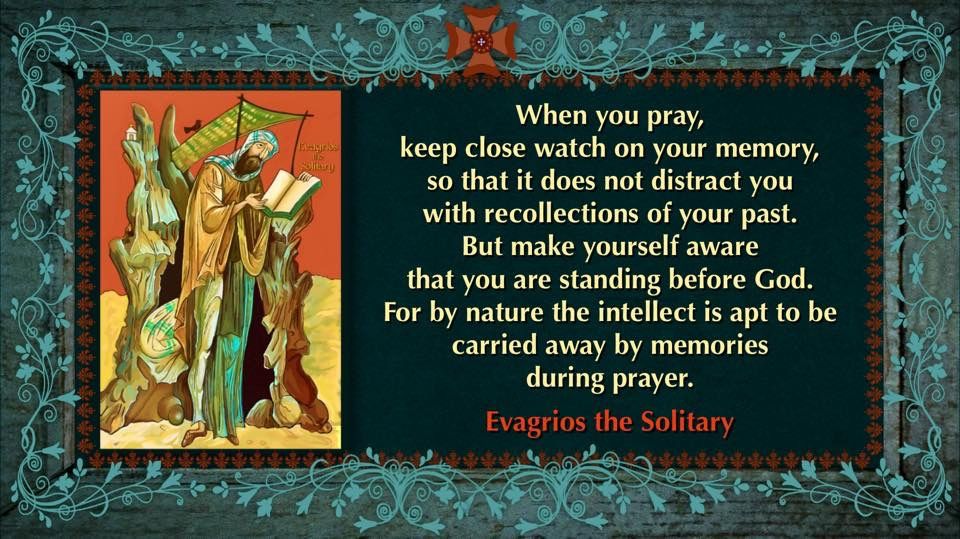 Evagrios
the
Solitary
When you pray,
keep close watch on your memory,
so that it does not distract you
with recollections of your past.
But make yourself aware
that you are standing before God.
For by nature the intellect is apt to be
carried away by memories
during prayer.
Evagrios the Solitary